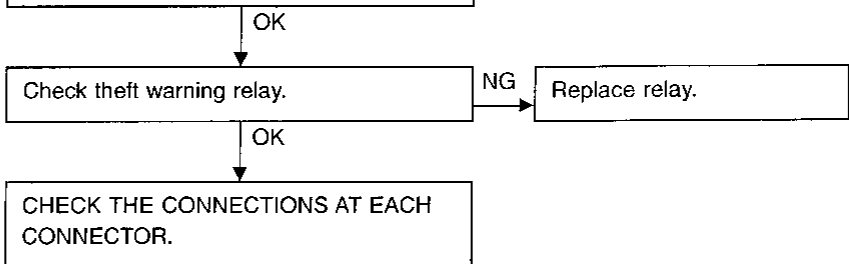 OK
Check theft warning relay.
NG
Replace relay.
OK
CHECK THE CONNECTIONS AT EACH
CONNECTOR.